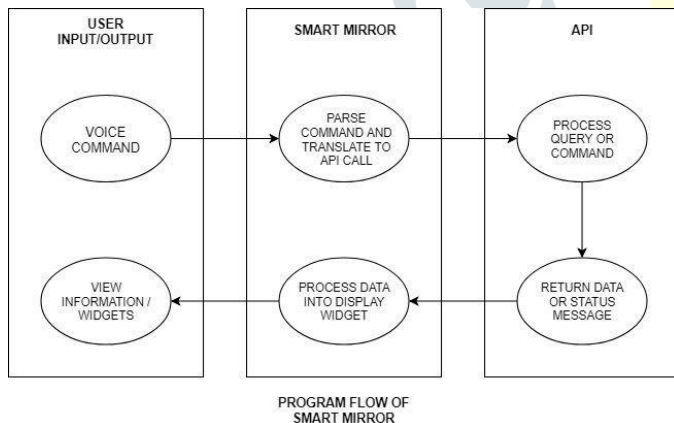 USER
INPUT/OUTPUT
SMART MIRROR
API
VOICE
COMMAND
PARSE
COMMAND AND
TRANSLATE TO
API CALL
PROCESS
QUERY OR
COMMAND
VIEW
INFORMATION /
WIDGETS
PROCESS DATA
INTO DISPLAY
WIDGET
RETURN DATA
OR STATUS
MESSAGE
PROGRAM FLOW OF
SMART MIRROR